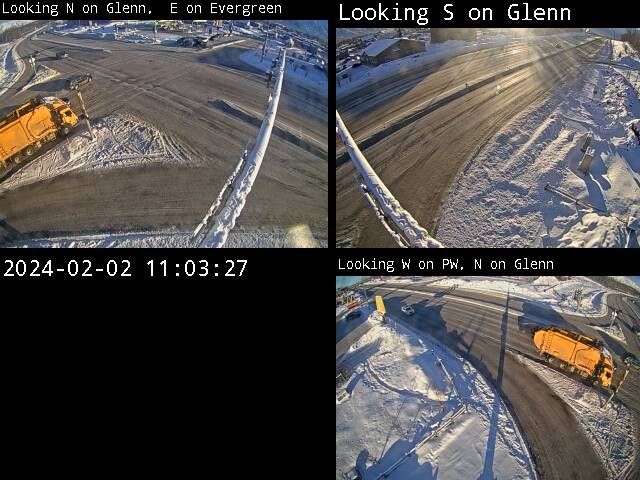 Looking N on Glenn,  E on Evergreen
Looking S on Glenn
2024-02-02 11:03:27
Looking W on PW, N on Glenn